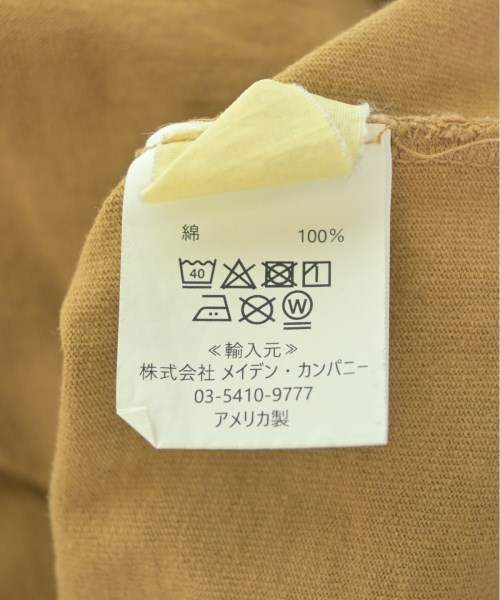 綿 100%
40
W
≪輸入元≫
株式会社 メイデン・カンパニー
03-5410-9777
アメリカ製